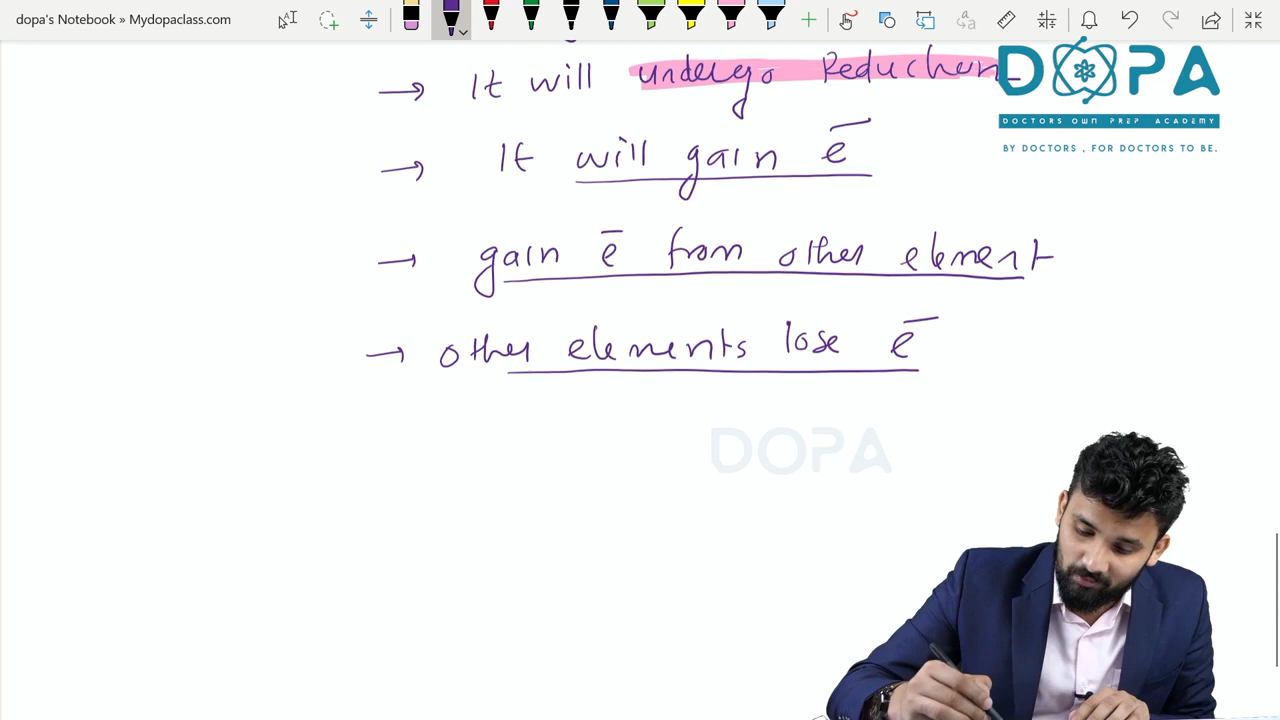 dopa's Notebook » Mydopaclass.com
→ It will undergo Reduction
DOPA
DOCTORS OWN PREP ACADEMY
BY DOCTORS , FOR DOCTORS TO BE.
→ It will gain e⁻
→ gain e⁻ from other element
→ other elements lose e⁻
DOPA